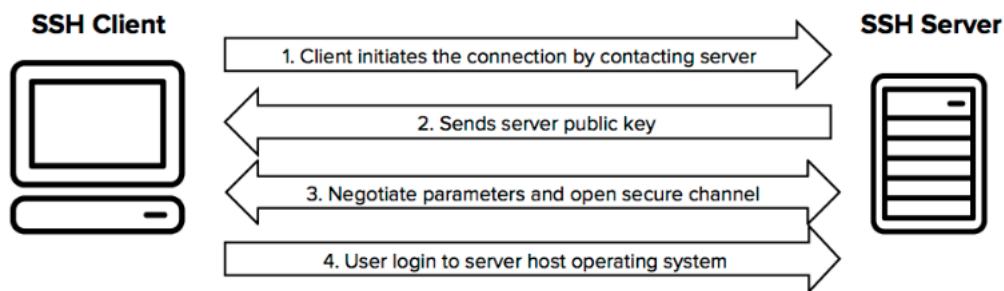 SSH Client
SSH Server
1. Client initiates the connection by contacting server
2. Sends server public key
3. Negotiate parameters and open secure channel
4. User login to server host operating system